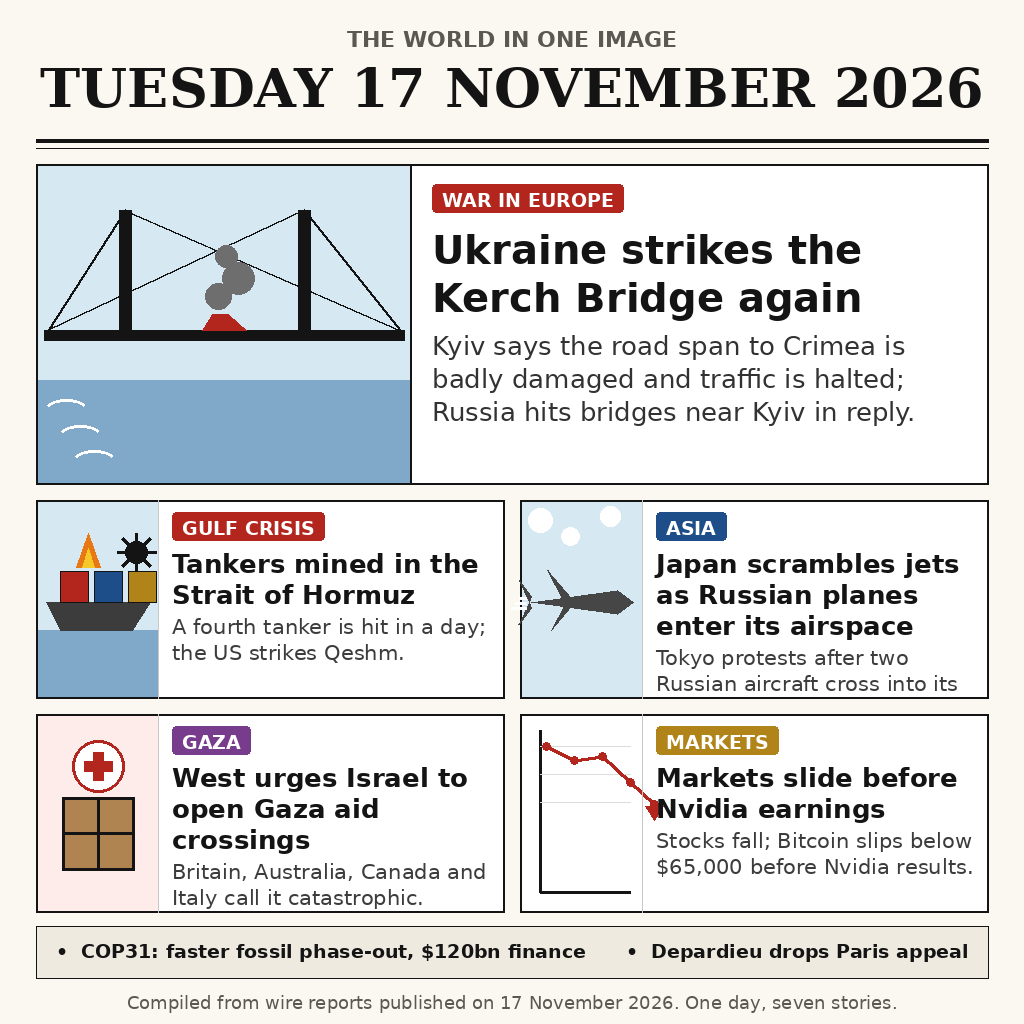 THE WORLD IN ONE IMAGE
TUESDAY 17 NOVEMBER 2026
WAR IN EUROPE
Ukraine strikes the
Kerch Bridge again
Kyiv says the road span to Crimea is
badly damaged and traffic is halted;
Russia hits bridges near Kyiv in reply.
GULF CRISIS
Tankers mined in the
Strait of Hormuz
A fourth tanker is hit in a day;
the US strikes Qeshm.
ASIA
Japan scrambles jets
as Russian planes
enter its airspace
Tokyo protests after two
Russian aircraft cross into its
GAZA
West urges Israel to
open Gaza aid
crossings
Britain, Australia, Canada and
Italy call it catastrophic.
MARKETS
Markets slide before
Nvidia earnings
Stocks fall; Bitcoin slips below
$65,000 before Nvidia results.
• COP31: faster fossil phase-out, $120bn finance • Depardieu drops Paris appeal
Compiled from wire reports published on 17 November 2026. One day, seven stories.